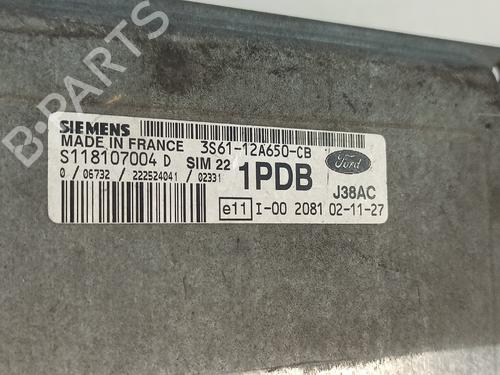 SIEMENS
MADE IN FRANCE 3S61-12A650-CB
S118107004 D SIM 22 Ford
0 / 06732 / 222524041 / 02331 1PDB
J38AC
e11 I-00 2081 02-11-27
B-PARTS